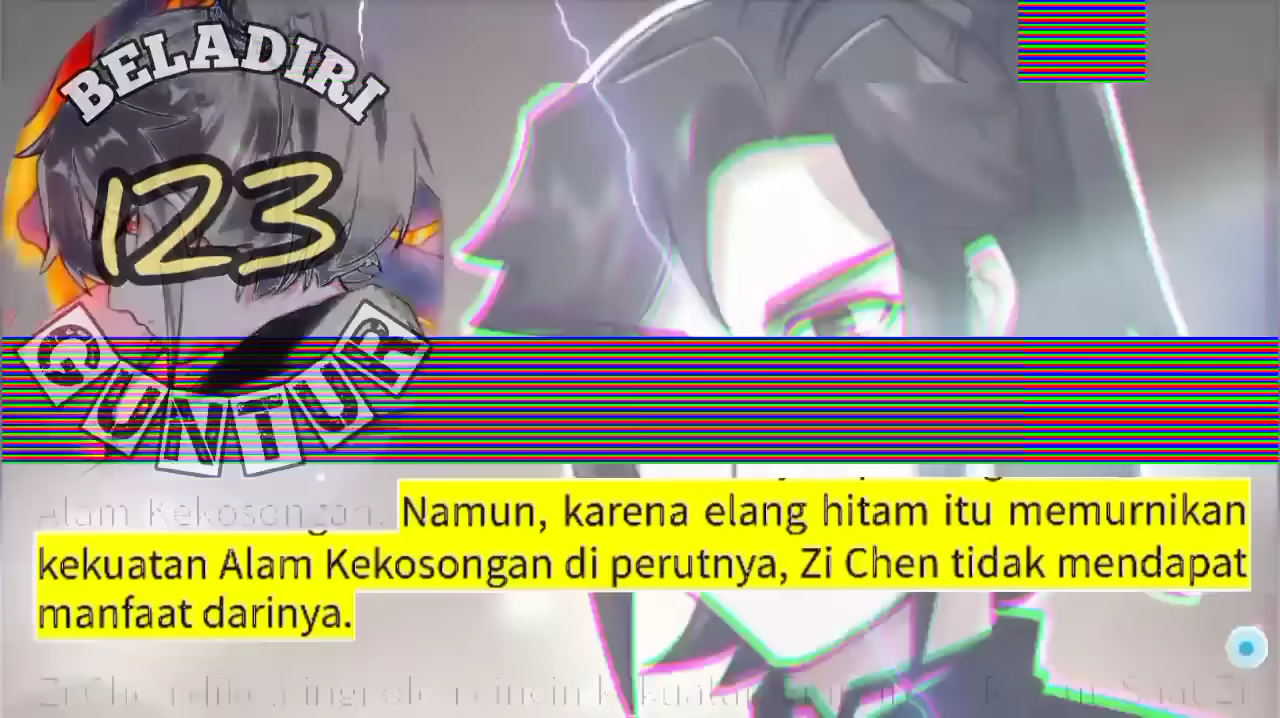 BELADIRI
123
GUNTUR
Alam Kekosongan. Namun, karena elang hitam itu memurnikan
kekuatan Alam Kekosongan di perutnya, Zi Chen tidak mendapat
manfaat darinya.